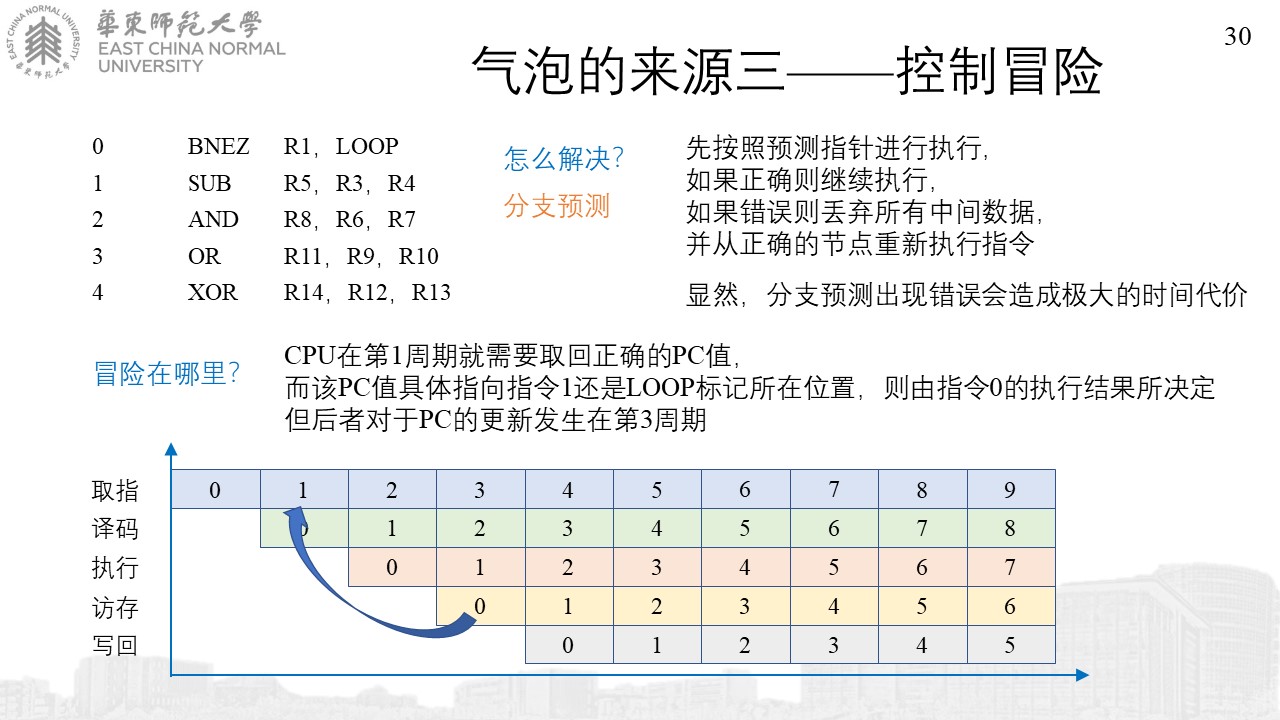 華東師範大學
EAST CHINA NORMAL UNIVERSITY
華東師範大學
EAST CHINA NORMAL
UNIVERSITY
30
气泡的来源三——控制冒险
0 BNEZ R1，LOOP
1 SUB R5，R3，R4
2 AND R8，R6，R7
3 OR R11，R9，R10
4 XOR R14，R12，R13
怎么解决？
分支预测
先按照预测指针进行执行，
如果正确则继续执行，
如果错误则丢弃所有中间数据，
并从正确的节点重新执行指令
显然，分支预测出现错误会造成极大的时间代价
冒险在哪里？
CPU在第1周期就需要取回正确的PC值，
而该PC值具体指向指令1还是LOOP标记所在位置，则由指令0的执行结果所决定
但后者对于PC的更新发生在第3周期
取指 0 1 2 3 4 5 6 7 8 9
译码 0 1 2 3 4 5 6 7 8
执行 0 1 2 3 4 5 6 7
访存 0 1 2 3 4 5 6
写回 0 1 2 3 4 5